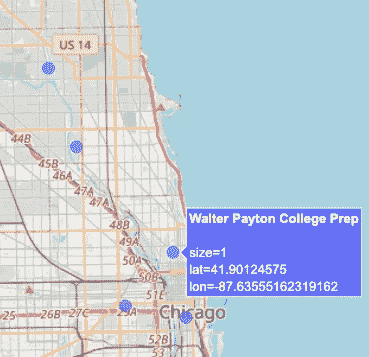 US 14
44B
45B
46A
47A
47A
48B
49A
50A
50B
51E
Walter Payton College Prep
size=1
lat=41.90124575
lon=-87.63555162319162
25
26B
27C
29A
Chicago